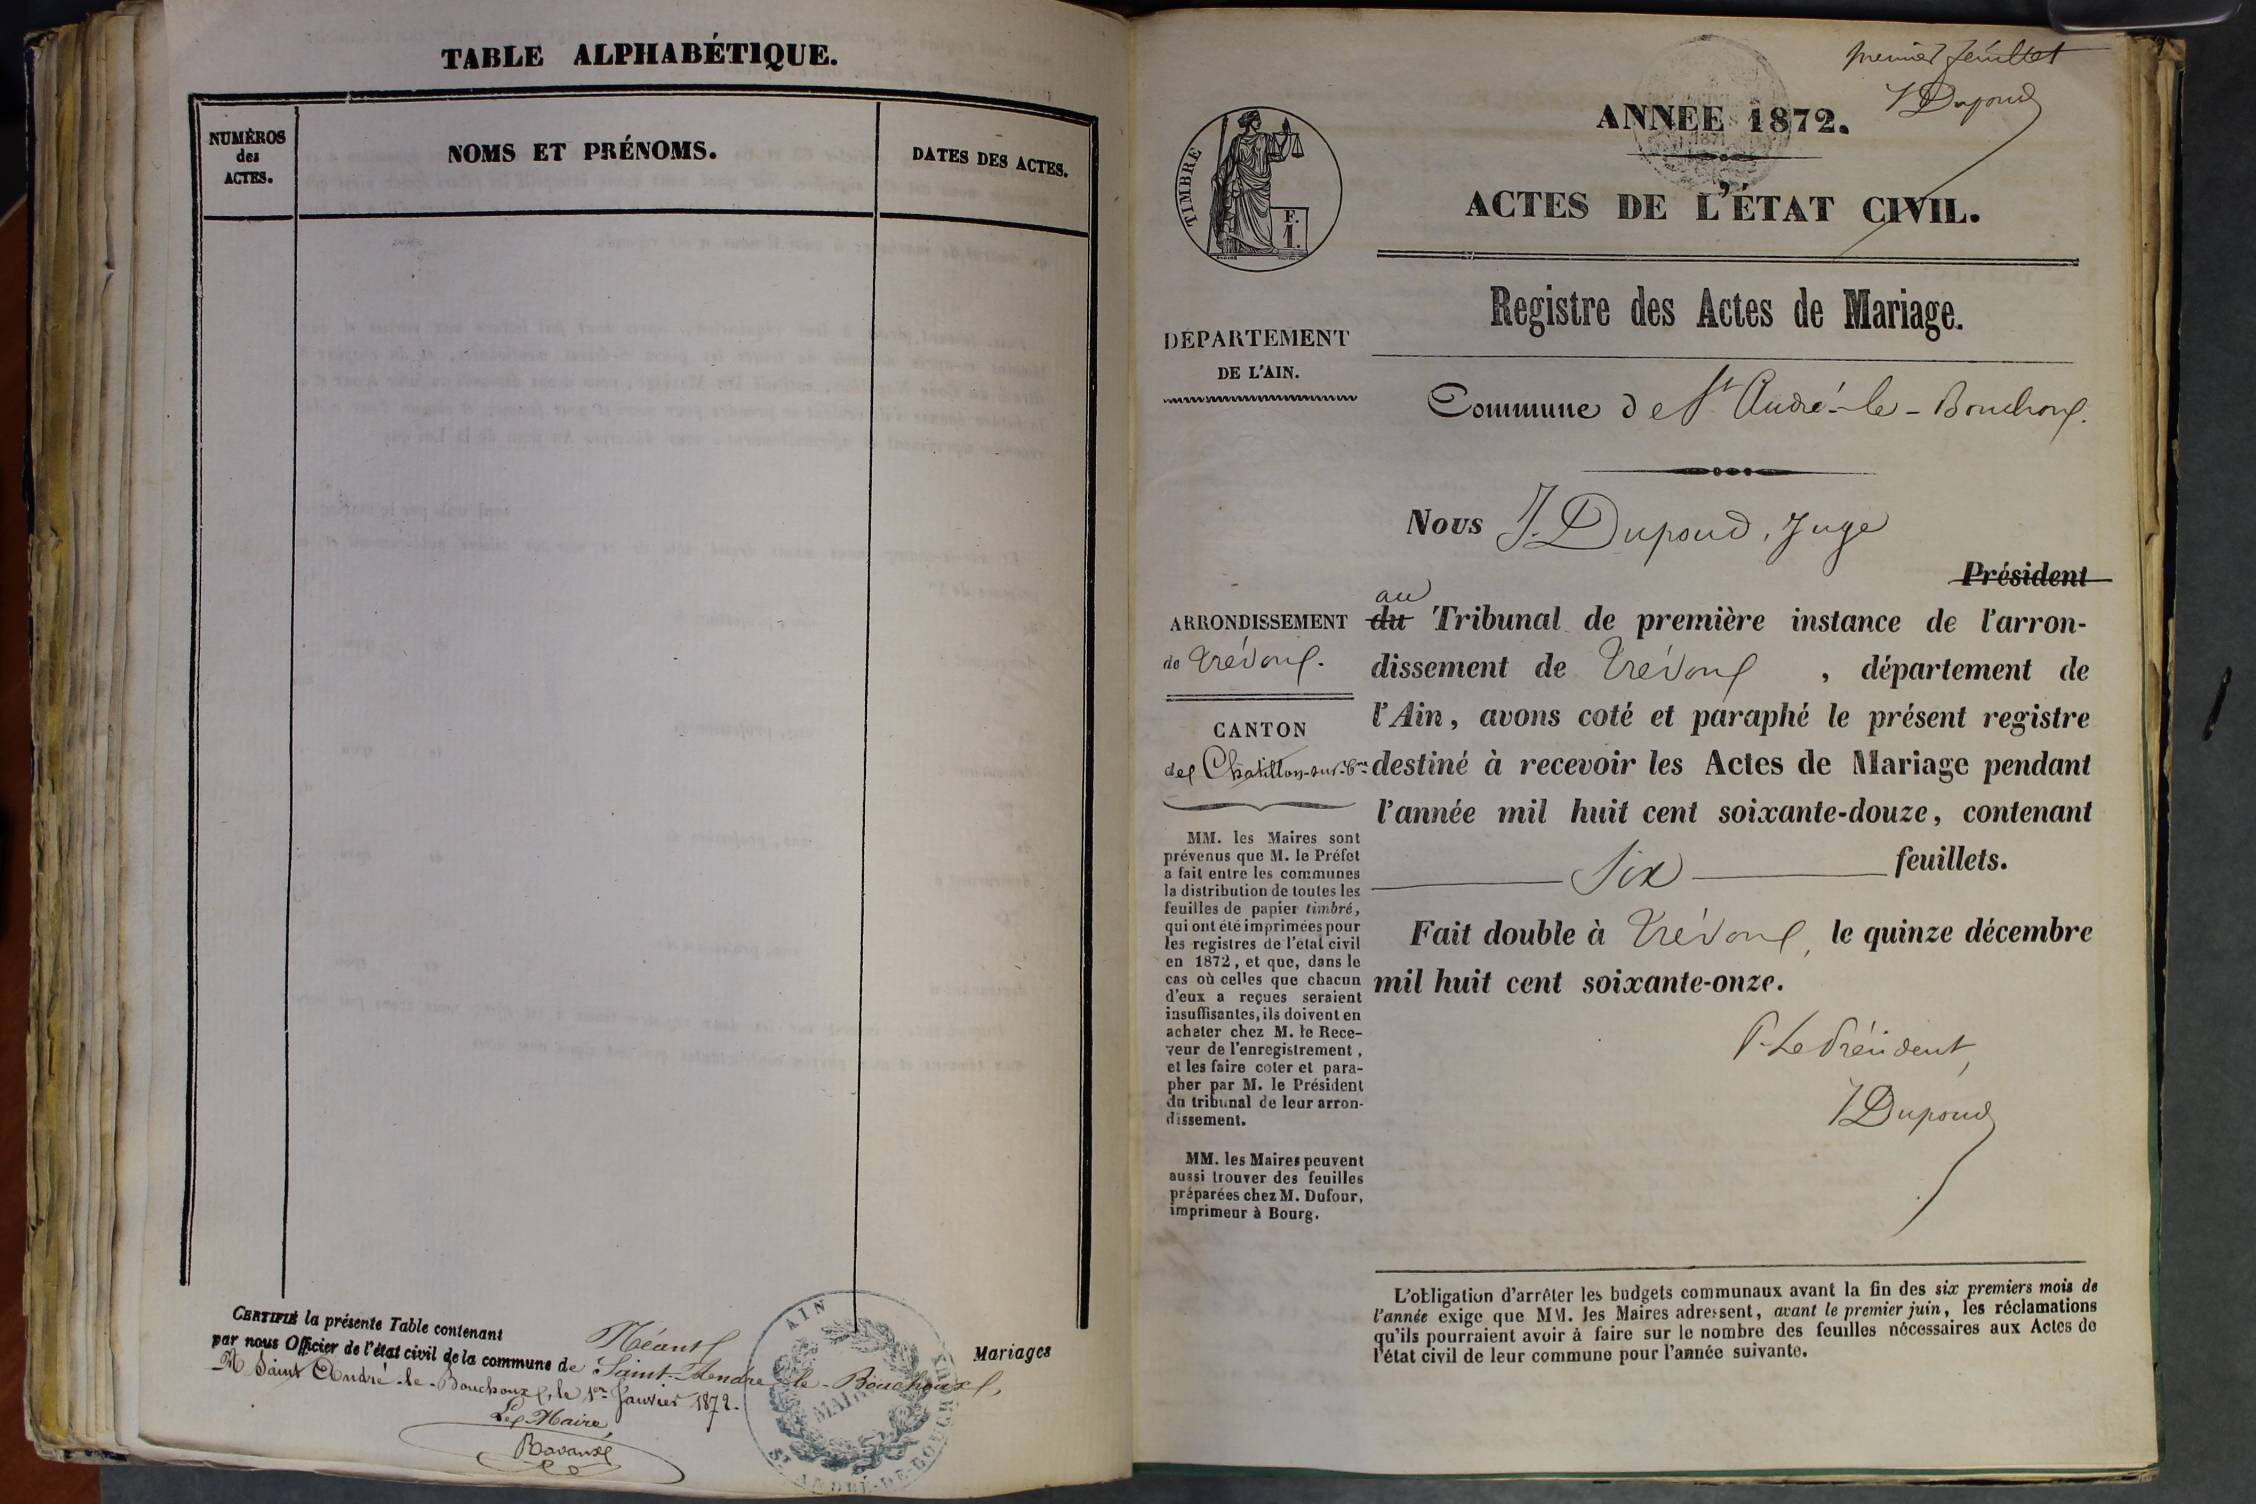 TABLE ALPHABÉTIQUE.
NUMÉROS
des
ACTES.
NOMS ET PRÉNOMS.
DATES DES ACTES.
CERTIFIÉ la présente Table contenant Néant Mariages
par nous Officier de l'état civil de la commune de Saint-Andre-le-Bouchoux,
A Saint André-le-Bouchoux, le 1er Janvier 1872.
Le Maire,
AIN
MAIRIE
premier feuillet
J Dupond
TIMBRE
F.
1.
ANNÉE 1872.
ACTES DE L'ÉTAT CIVIL.
Registre des Actes de Mariage.
DÉPARTEMENT
DE L'AIN.
Commune de St André-le-Bouchoux.
Nous J. Dupond, Juge
Président
au
ARRONDISSEMENT
de Trévoux.
CANTON
de Chatillon-sur-
MM. les Maires sont
prévenus que M. le Préfet
a fait entre les communes
la distribution de toutes les
feuilles de papier timbré,
qui ont été imprimées pour
les registres de l'état civil
en 1872, et que, dans le
cas où celles que chacun
d'eux a reçues seraient
insuffisantes, ils doivent en
acheter chez M. le Rece-
veur de l'enregistrement,
et les faire coter et para-
pher par M. le Président
du tribunal de leur arron-
dissement.
MM. les Maires peuvent
aussi trouver des feuilles
préparées chez M. Dufour,
imprimeur à Bourg.
du Tribunal de première instance de l'arron-
dissement de Trévoux, département de
l'Ain, avons coté et paraphé le présent registre
destiné à recevoir les Actes de Mariage pendant
l'année mil huit cent soixante-douze, contenant
Six feuillets.
Fait double à Trévoux, le quinze décembre
mil huit cent soixante-onze.
P. Le Président,
J Dupond
L'obligation d'arrêter les budgets communaux avant la fin des six premiers mois de
l'année exige que MM. les Maires adressent, avant le premier juin, les réclamations
qu'ils pourraient avoir à faire sur le nombre des feuilles nécessaires aux Actes de
l'état civil de leur commune pour l'année suivante.